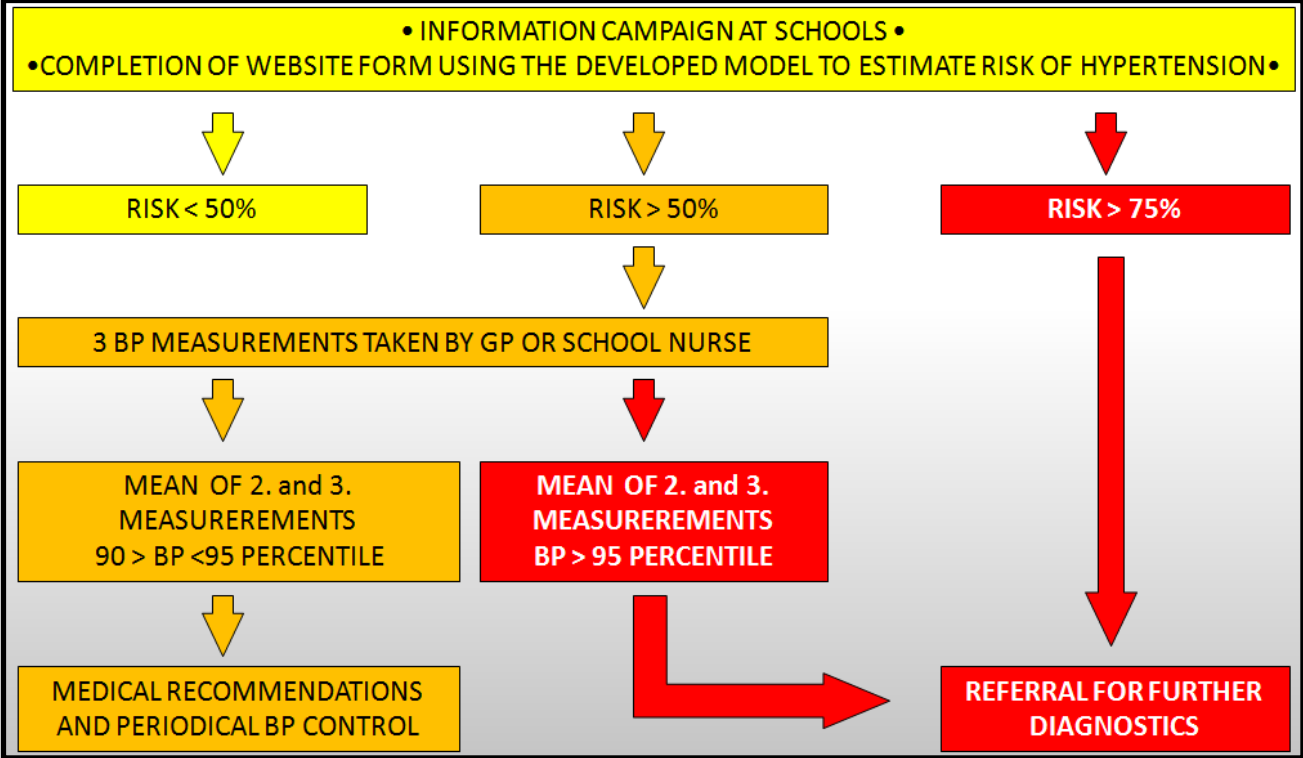 • INFORMATION CAMPAIGN AT SCHOOLS •
•COMPLETION OF WEBSITE FORM USING THE DEVELOPED MODEL TO ESTIMATE RISK OF HYPERTENSION•
RISK < 50%
RISK > 50%
RISK > 75%
3 BP MEASUREMENTS TAKEN BY GP OR SCHOOL NURSE
MEAN OF 2. and 3.
MEASUREREMENTS
90 > BP <95 PERCENTILE
MEAN OF 2. and 3.
MEASUREREMENTS
BP > 95 PERCENTILE
MEDICAL RECOMMENDATIONS
AND PERIODICAL BP CONTROL
REFERRAL FOR FURTHER
DIAGNOSTICS